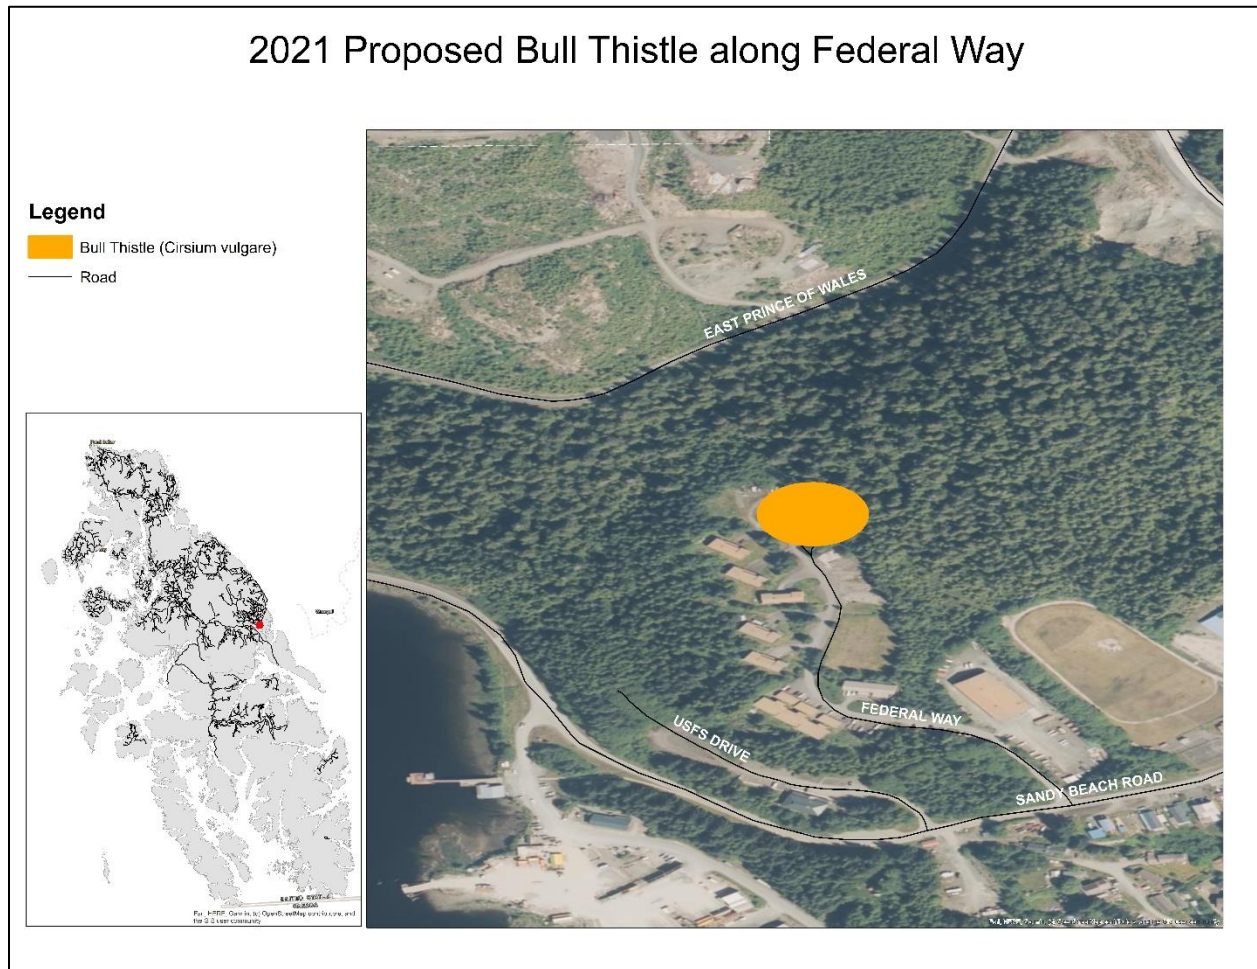 2021 Proposed Bull Thistle along Federal Way
Legend
Bull Thistle (Cirsium vulgare)
Road
EAST PRINCE OF WALES
FEDERAL WAY
USFS DRIVE
SANDY BEACH ROAD